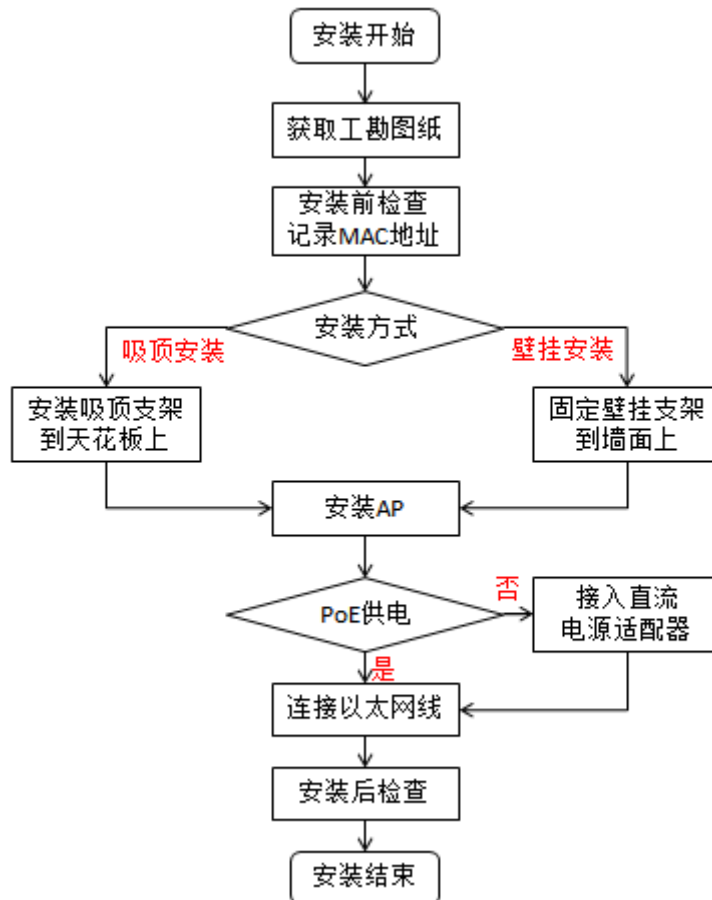 安装开始
获取工勘图纸
安装前检查
记录MAC地址
安装方式
吸顶安装
壁挂安装
安装吸顶支架
到天花板上
固定壁挂支架
到墙面上
安装AP
PoE供电
否
接入直流
电源适配器
是
连接以太网线
安装后检查
安装结束